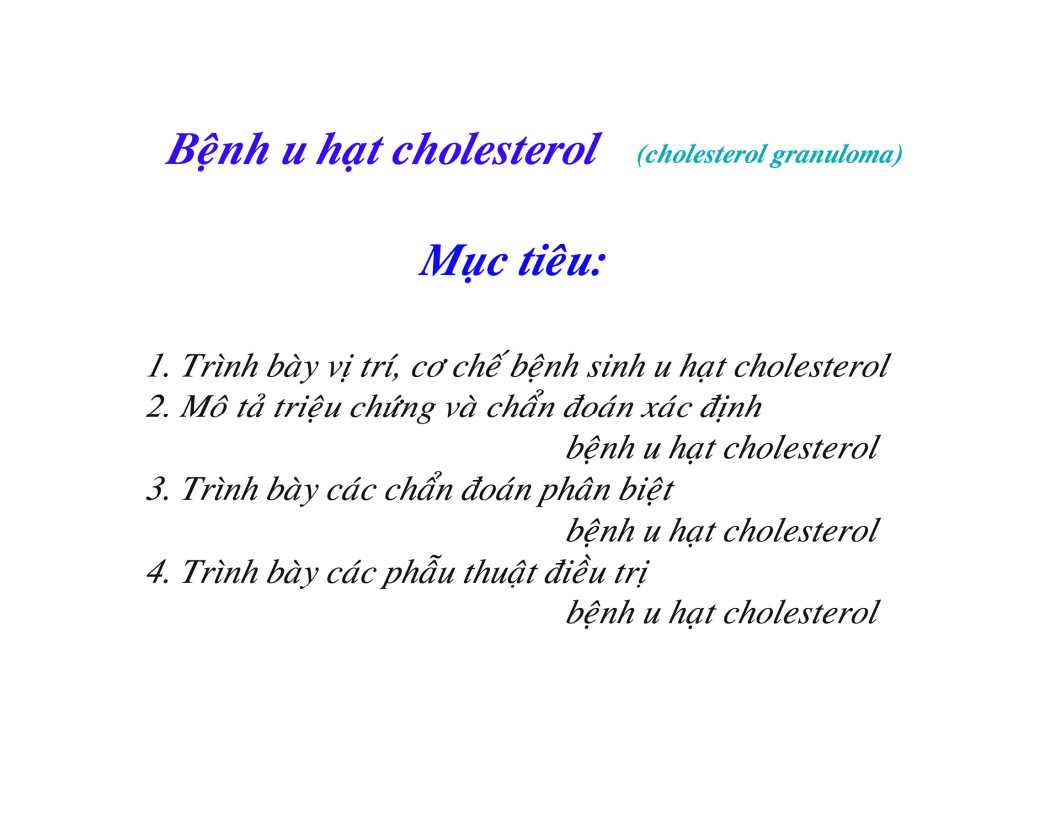 Bệnh u hạt cholesterol (cholesterol granuloma)
Mục tiêu:
1. Trình bày vị trí, cơ chế bệnh sinh u hạt cholesterol
2. Mô tả triệu chứng và chẩn đoán xác định
bệnh u hạt cholesterol
3. Trình bày các chẩn đoán phân biệt
bệnh u hạt cholesterol
4. Trình bày các phẫu thuật điều trị
bệnh u hạt cholesterol